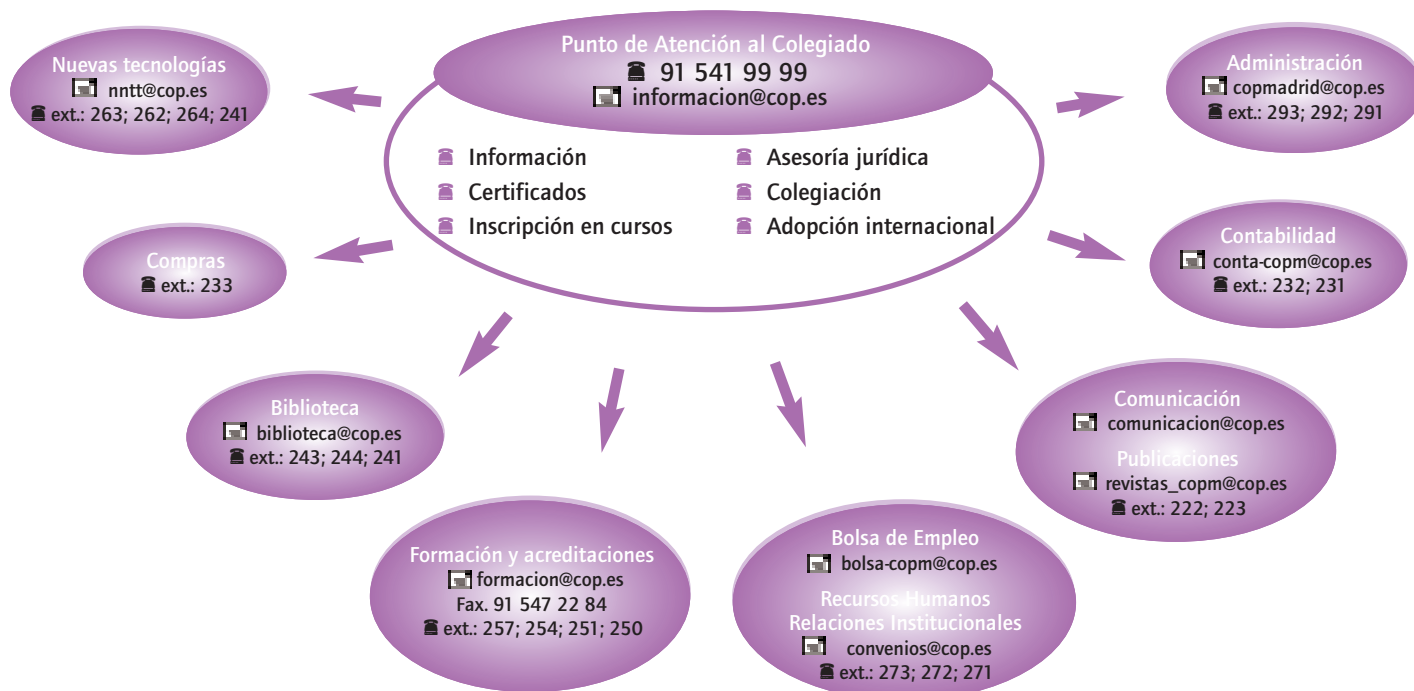 Punto de Atención al Colegiado
91 541 99 99
informacion@cop.es
Información
Certificados
Inscripción en cursos
Asesoría jurídica
Colegiación
Adopción internacional
Nuevas tecnologías
nntt@cop.es
ext.: 263; 262; 264; 241
Compras
ext.: 233
Biblioteca
biblioteca@cop.es
ext.: 243; 244; 241
Formación y acreditaciones
formacion@cop.es
Fax. 91 547 22 84
ext.: 257; 254; 251; 250
Bolsa de Empleo
bolsa-copm@cop.es
Recursos Humanos
Relaciones Institucionales
convenios@cop.es
ext.: 273; 272; 271
Comunicación
comunicacion@cop.es
Publicaciones
revistas_copm@cop.es
ext.: 222; 223
Contabilidad
conta-copm@cop.es
ext.: 232; 231
Administración
copmadrid@cop.es
ext.: 293; 292; 291